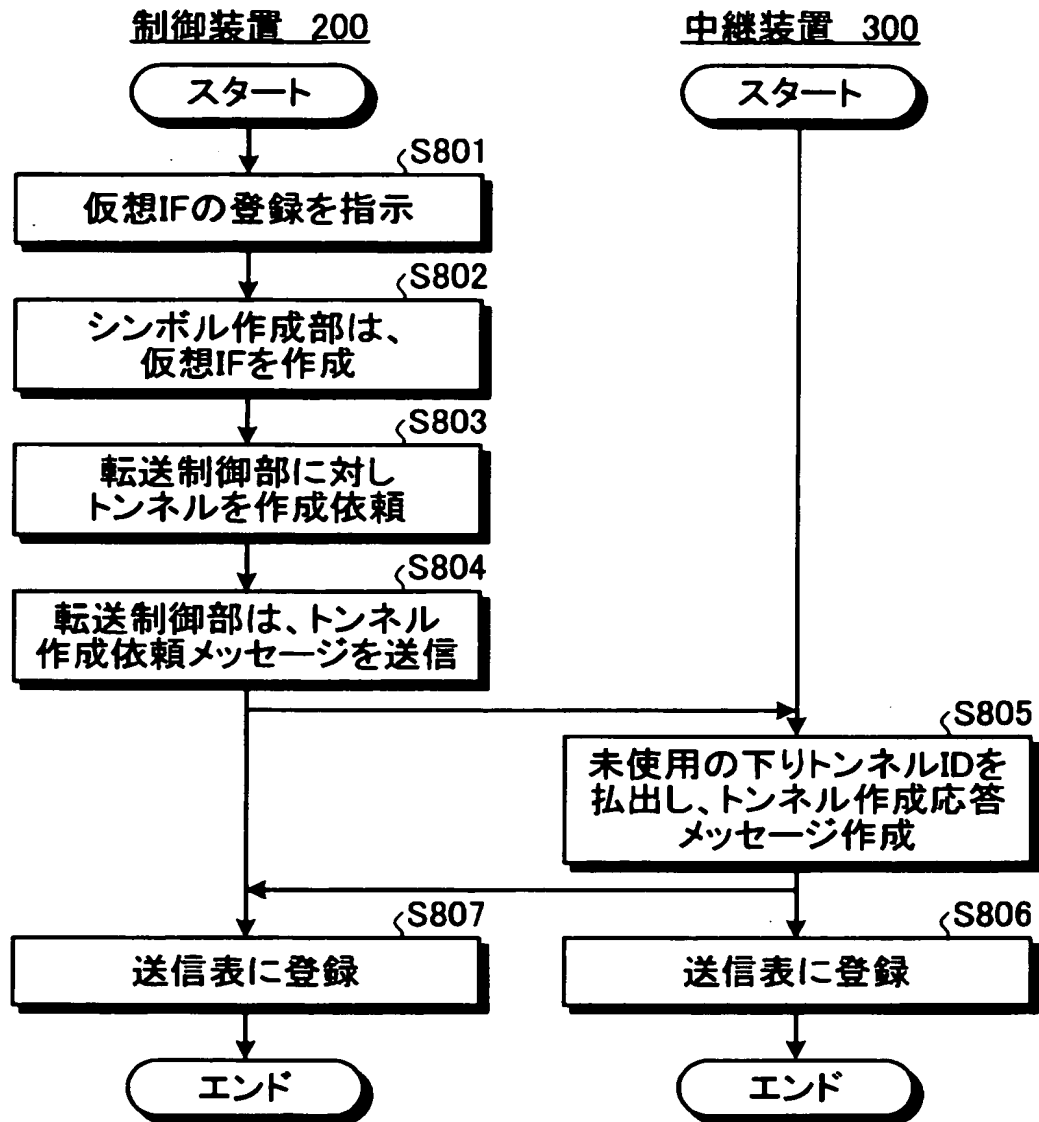 制御装置 200
スタート
S801
仮想IFの登録を指示
S802
シンボル作成部は、
仮想IFを作成
S803
転送制御部に対し
トンネルを作成依頼
S804
転送制御部は、トンネル
作成依頼メッセージを送信
S807
送信表に登録
エンド
中継装置 300
スタート
S805
未使用の下りトンネルIDを
払出し、トンネル作成応答
メッセージ作成
S806
送信表に登録
エンド